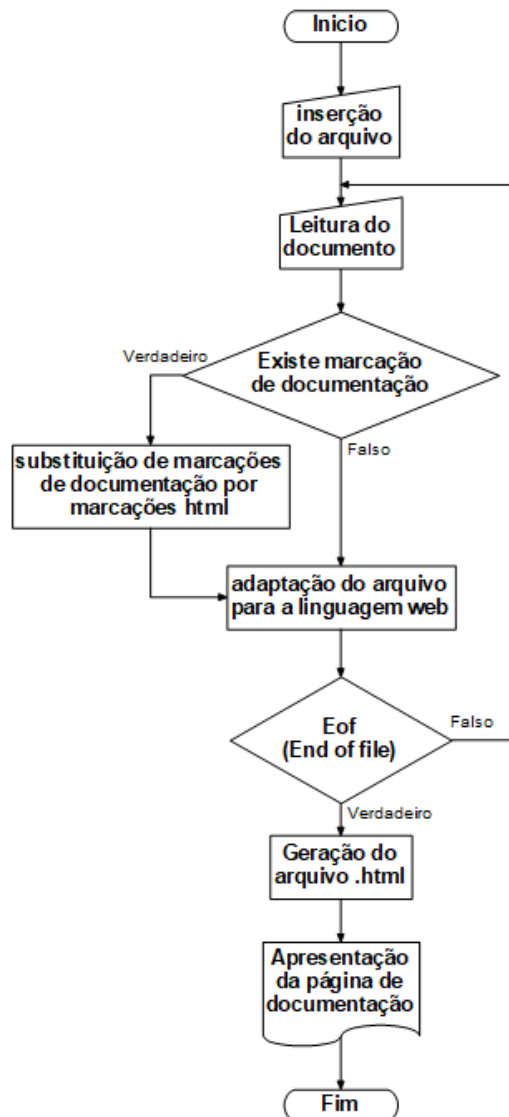 Inicio
inserção
do arquivo
Leitura do
documento
Existe marcação
de documentação
Verdadeiro
Falso
substituição de marcações
de documentação por
marcações html
adaptação do arquivo
para a linguagem web
Eof
(End of file)
Falso
Verdadeiro
Geração do
arquivo .html
Apresentação
da página de
documentação
Fim